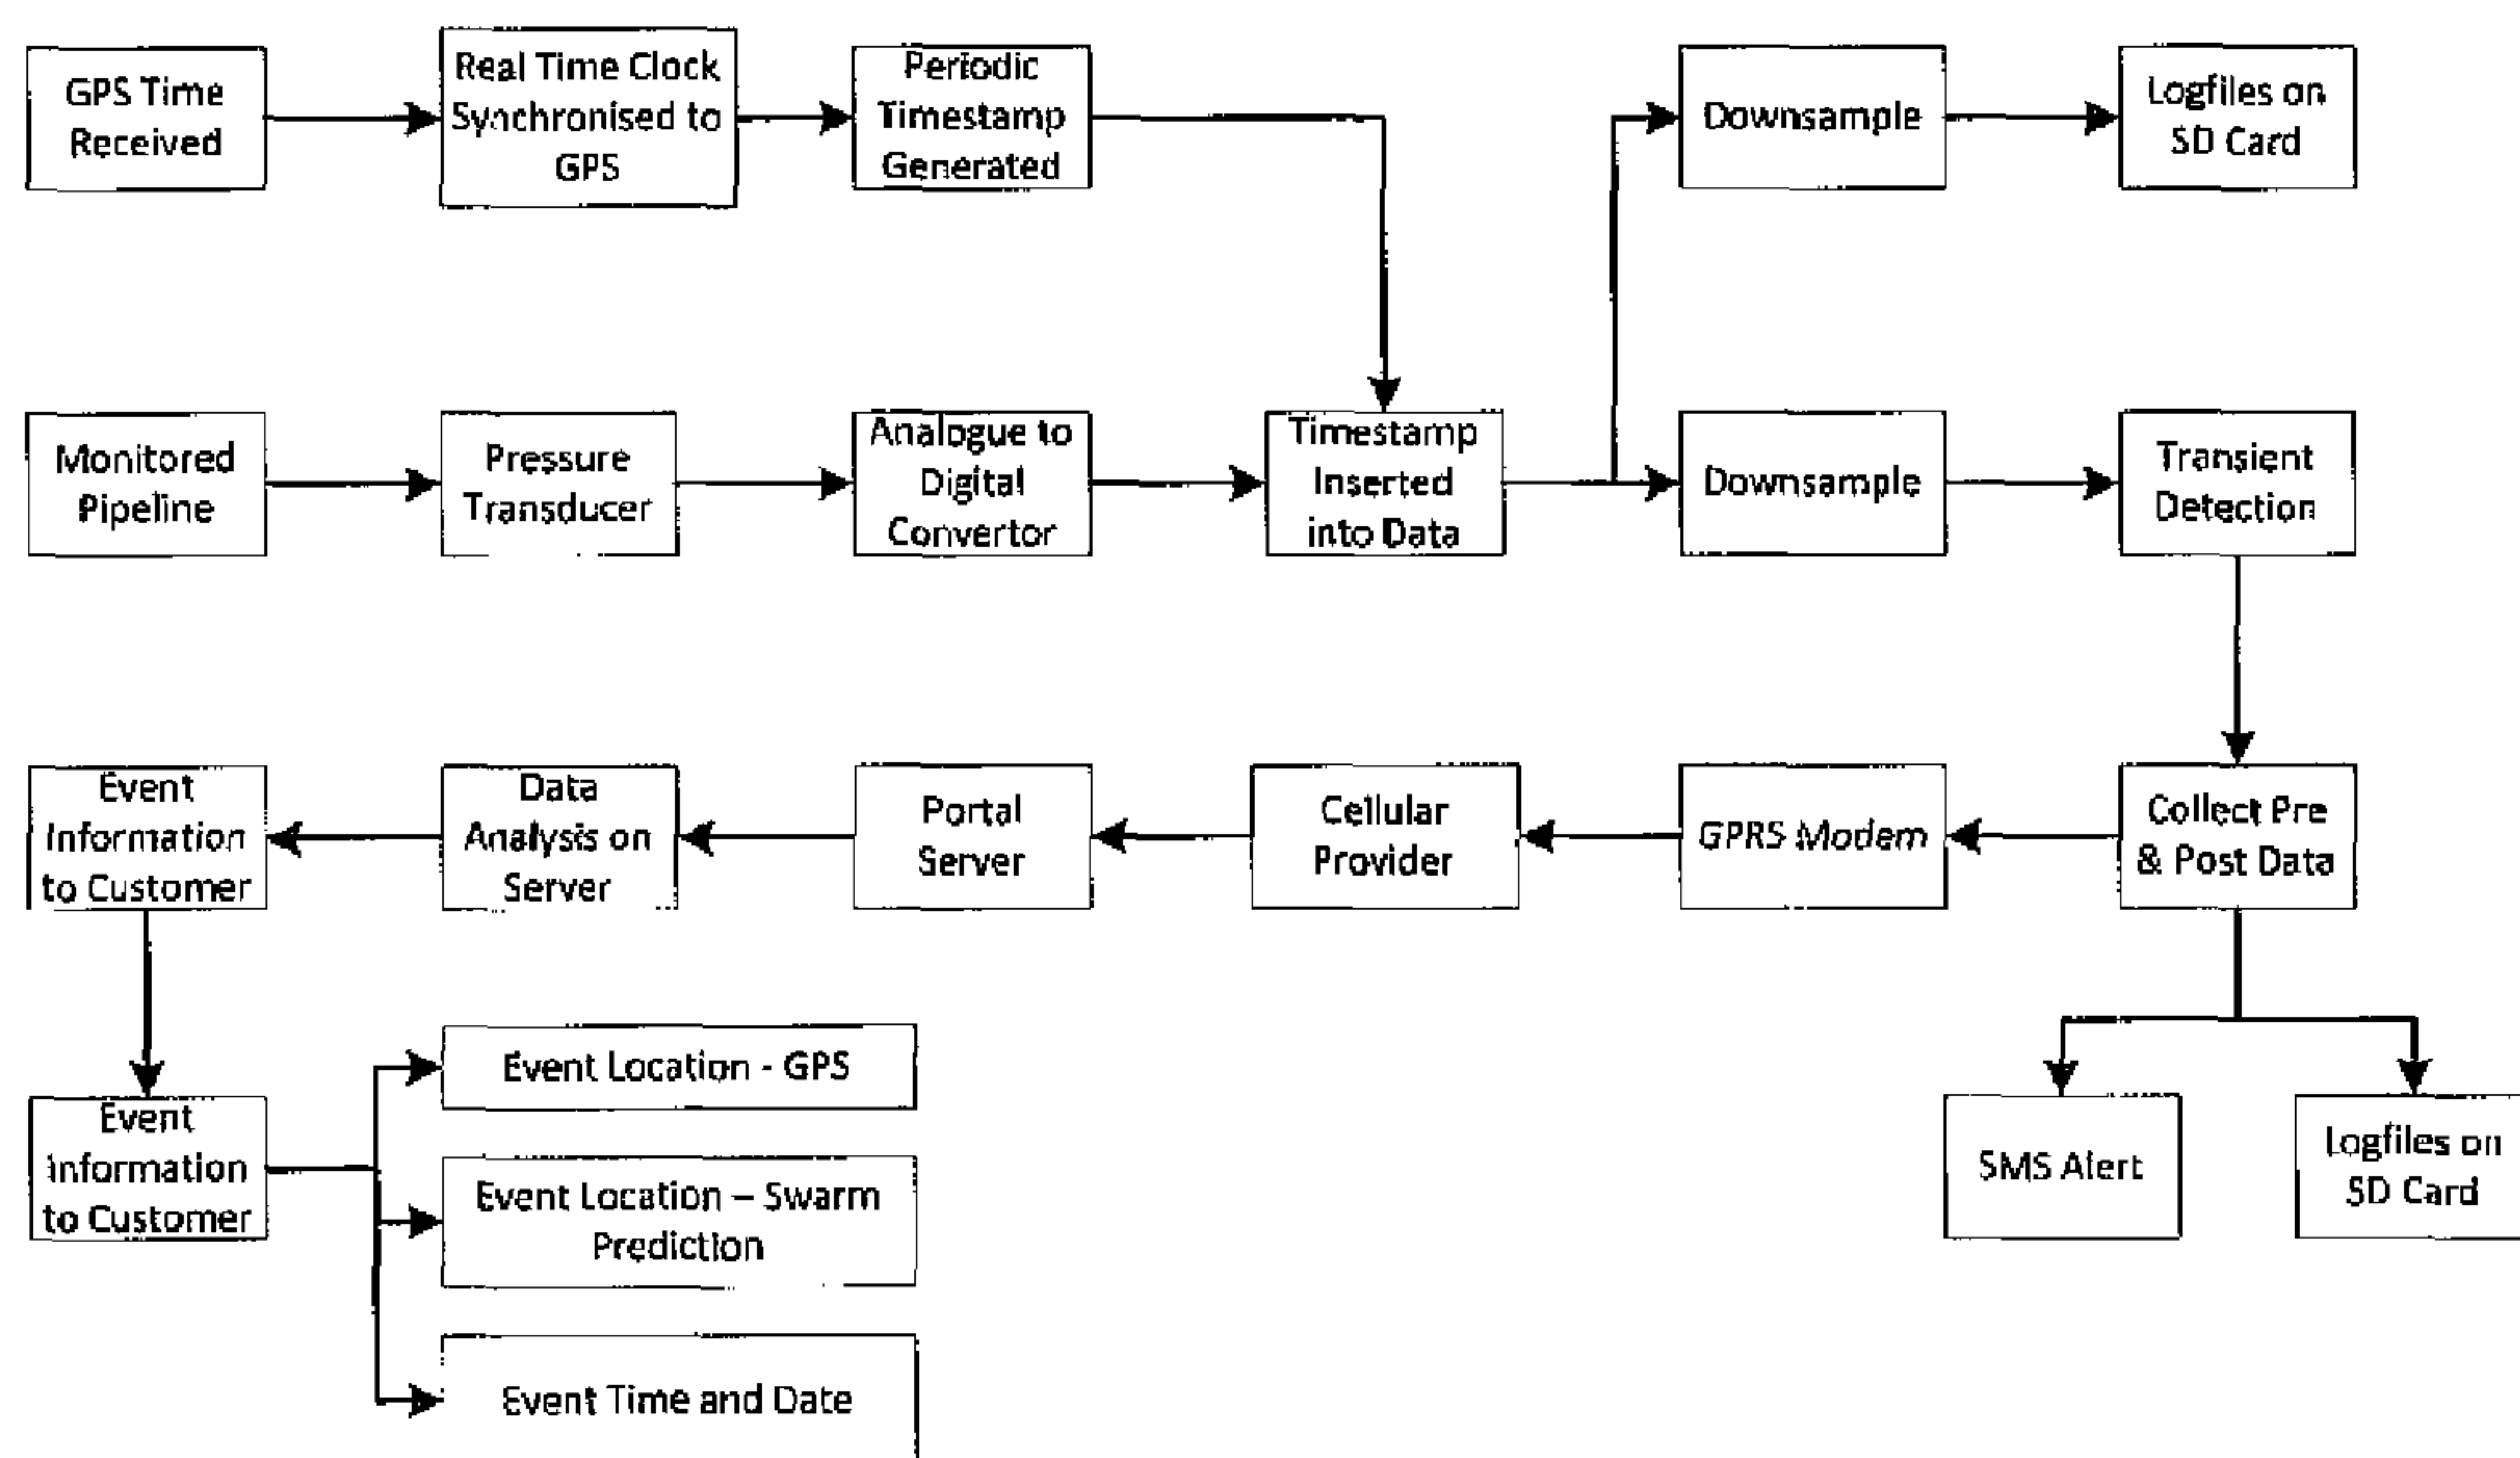 GPS Time
Received
Real Time Clock
Synchronised to
GPS
Periodic
Timestamp
Generated
Downsample
Logfiles on
SD Card
Monitored
Pipeline
Pressure
Transducer
Analogue to
Digital
Convertor
Timestamp
Inserted
into Data
Downsample
Transient
Detection
Event
Information
to Customer
Data
Analysis on
Server
Portal
Server
Cellular
Provider
GPRS Modem
Collect Pre
& Post Data
Event
Information
to Customer
Event Location - GPS
Event Location – Swarm
Prediction
Event Time and Date
SMS Alert
Logfiles on
SD Card